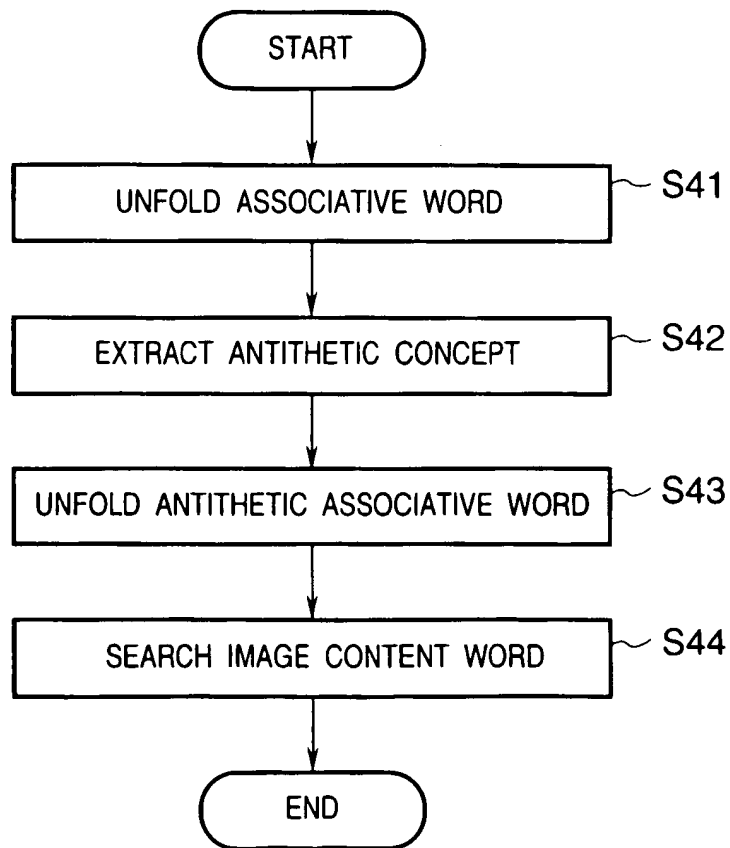 START
UNFOLD ASSOCIATIVE WORD
S41
EXTRACT ANTITHETIC CONCEPT
S42
UNFOLD ANTITHETIC ASSOCIATIVE WORD
S43
SEARCH IMAGE CONTENT WORD
S44
END